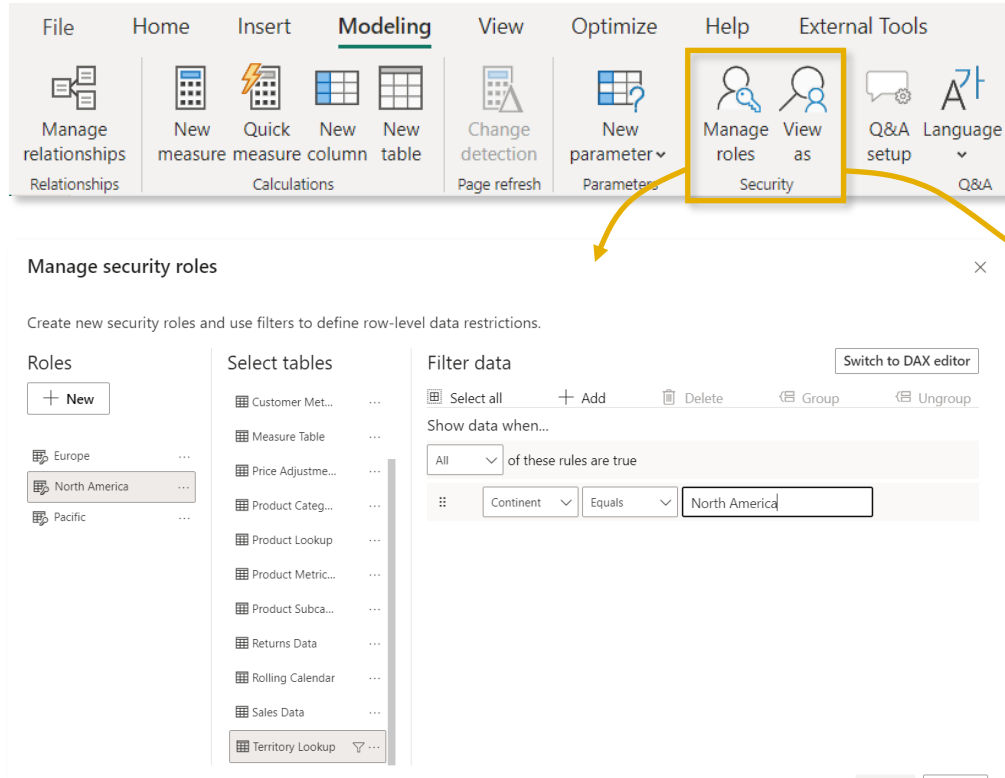 File Home Insert Modeling View Optimize Help External Tools
Manage relationships
New measure
Quick measure
New column
New table
Change detection
New parameter
Manage roles
View as
Q&A setup
Language
Relationships Calculations Page refresh Parameters Security Q&A
Manage security roles
Create new security roles and use filters to define row-level data restrictions.
Roles
New
Europe
North America
Pacific
Select tables
Customer Met...
Measure Table
Price Adjustme...
Product Categ...
Product Lookup
Product Metric...
Product Subca...
Returns Data
Rolling Calendar
Sales Data
Territory Lookup
Filter data
Switch to DAX editor
Select all Add Delete Group Ungroup
Show data when...
All of these rules are true
Continent Equals North America